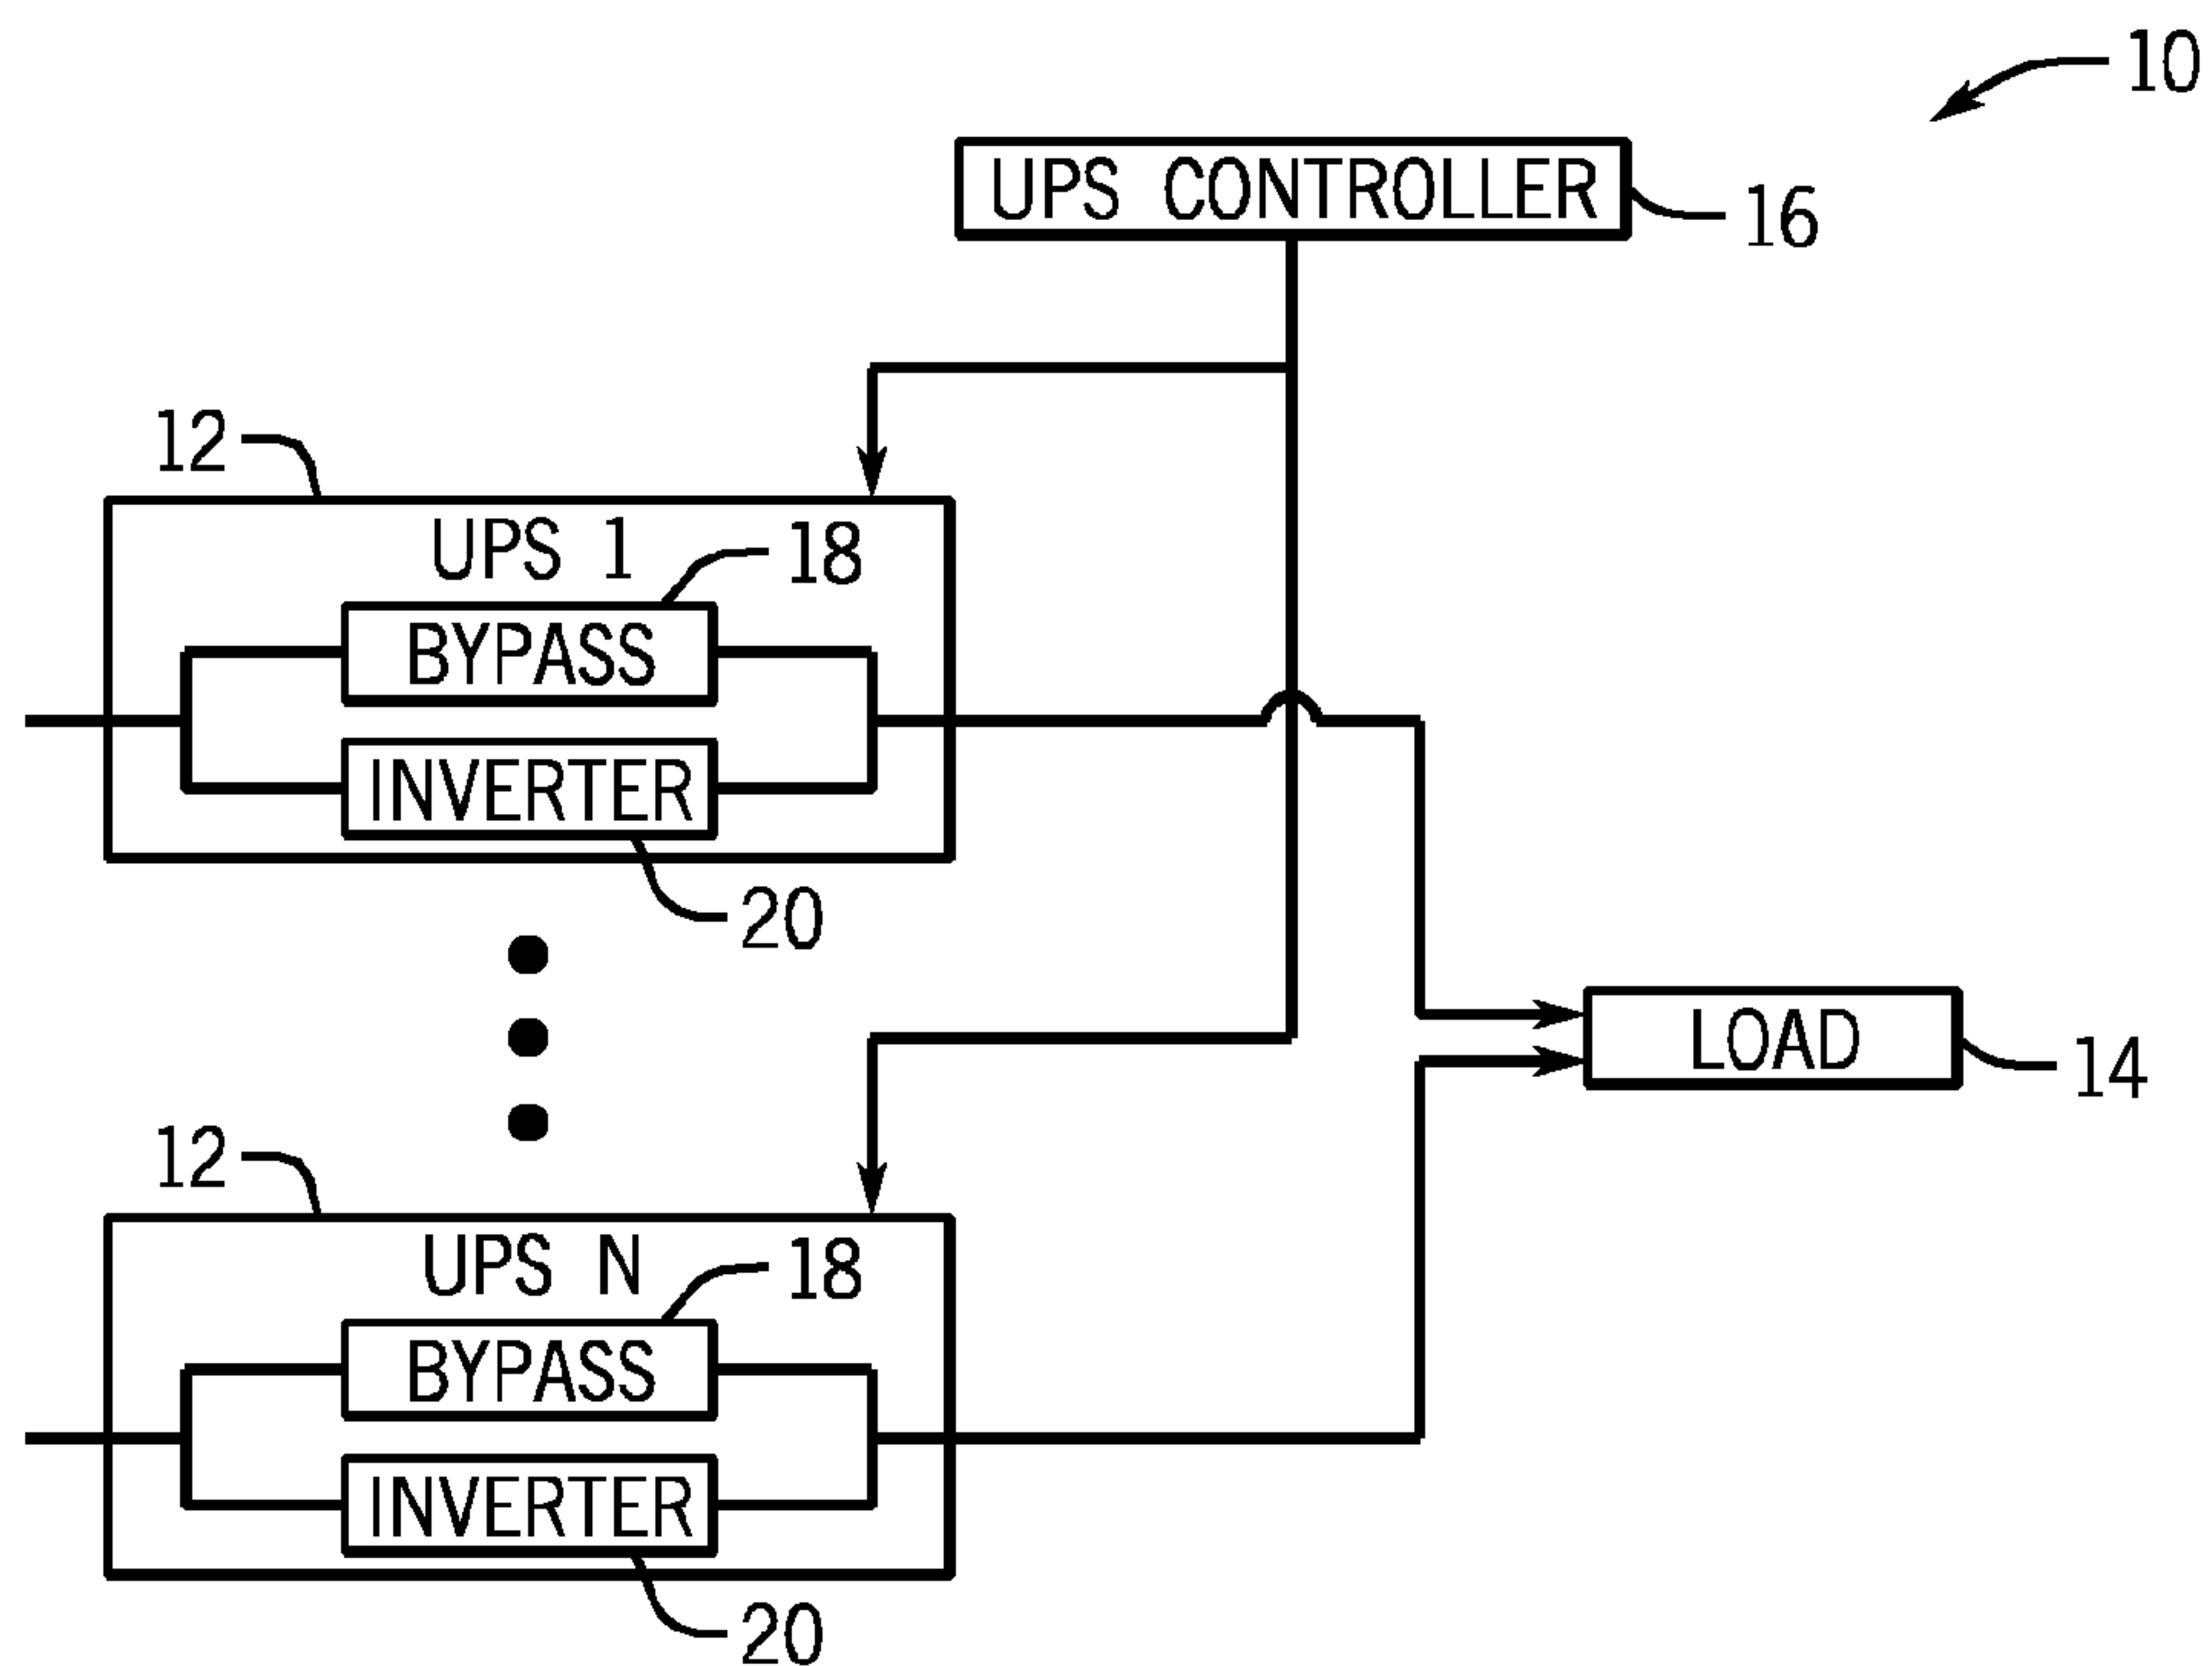 10
UPS CONTROLLER
16
12
UPS 1
18
BYPASS
INVERTER
20
LOAD
14
12
UPS N
18
BYPASS
INVERTER
20